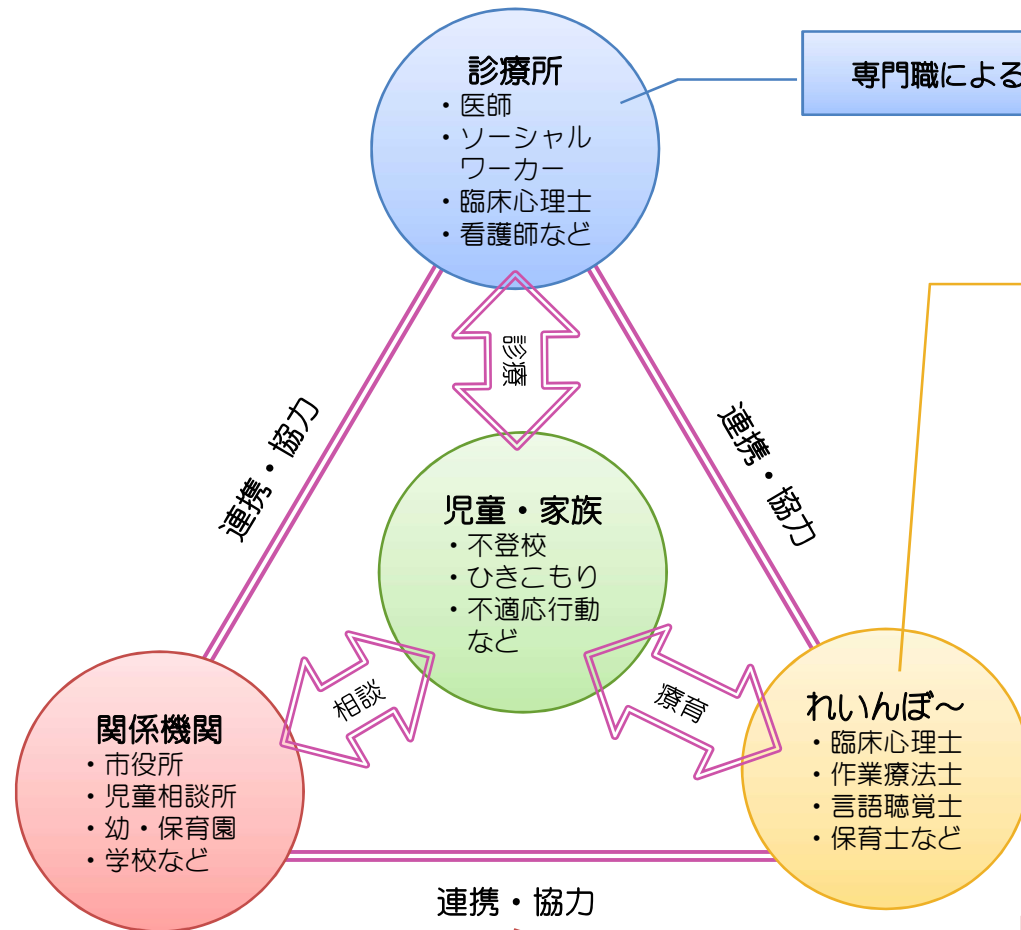 診療所
・医師
・ソーシャル
ワーカー
・臨床心理士
・看護師など
専門職による
診療
連携・協力
連携・協力
児童・家族
・不登校
・ひきこもり
・不適応行動
など
相談
療育
関係機関
・市役所
・児童相談所
・幼・保育園
・学校など
れいんぼ～
・臨床心理士
・作業療法士
・言語聴覚士
・保育士など
連携・協力